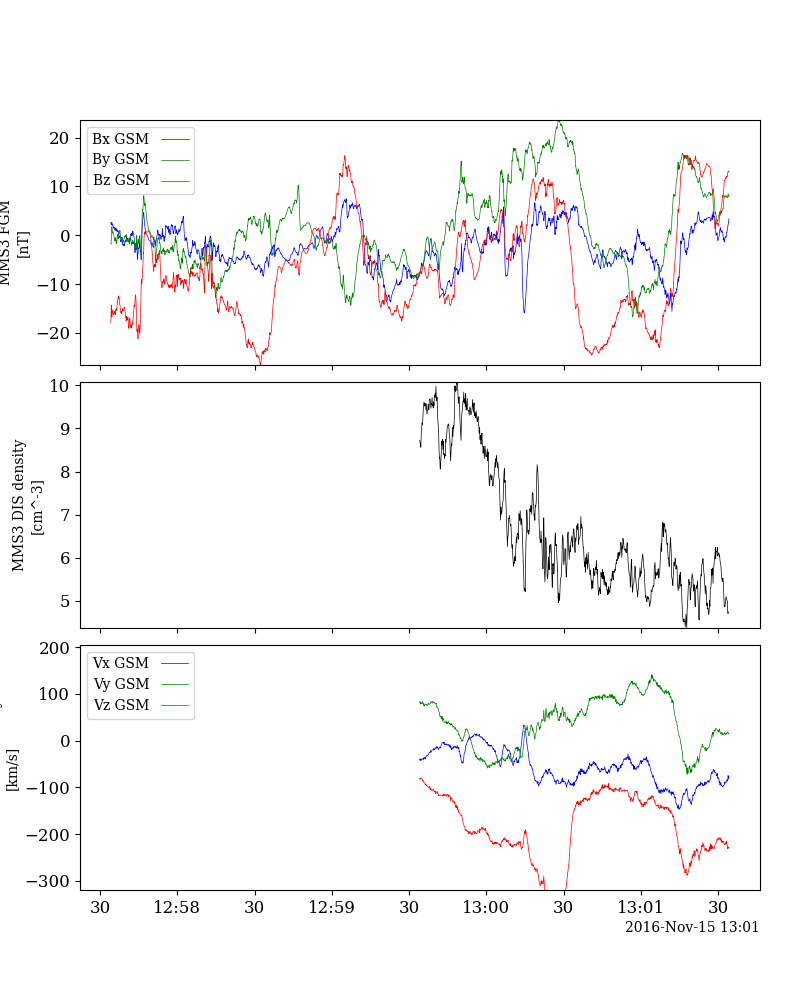 20
10
0
−10
−20
MMS3 FGM
[nT]
Bx GSM
By GSM
Bz GSM
10
9
8
7
6
5
MMS3 DIS density
[cm^-3]
200
100
0
−100
−200
−300
[km/s]
Vx GSM
Vy GSM
Vz GSM
30 12:58 30 12:59 30 13:00 30 13:01 30
2016-Nov-15 13:01